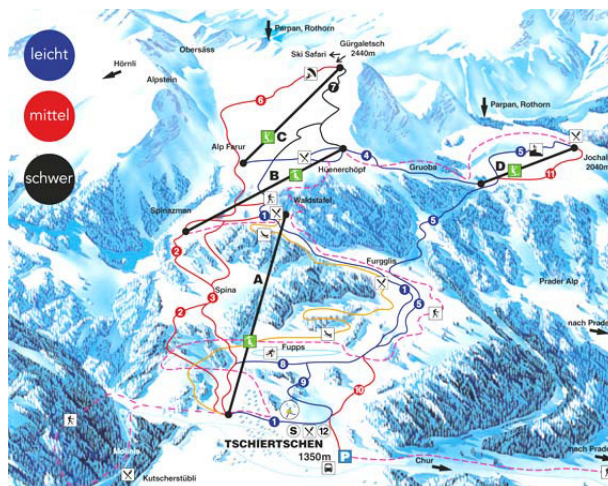 leicht
mittel
schwer
Parpan, Rothorn
Obersäss
Hörnli
Alpstein
Ski Safari
Gürgaletsch
2440m
7
6
C
Alp Farur
Parpan, Rothorn
4
5
D
Jochalp
2040m
11
Gruoba
B
Hüenerchöpf
Waldstafel
1
Spinazman
2
5
A
Furgglis
1
5
Prader Alp
Spina
3
2
nach Praden
Fupps
8
9
10
1
S
12
TSCHIERTSCHEN
1350m
P
Kutscherstübli
Chur
nach Praden